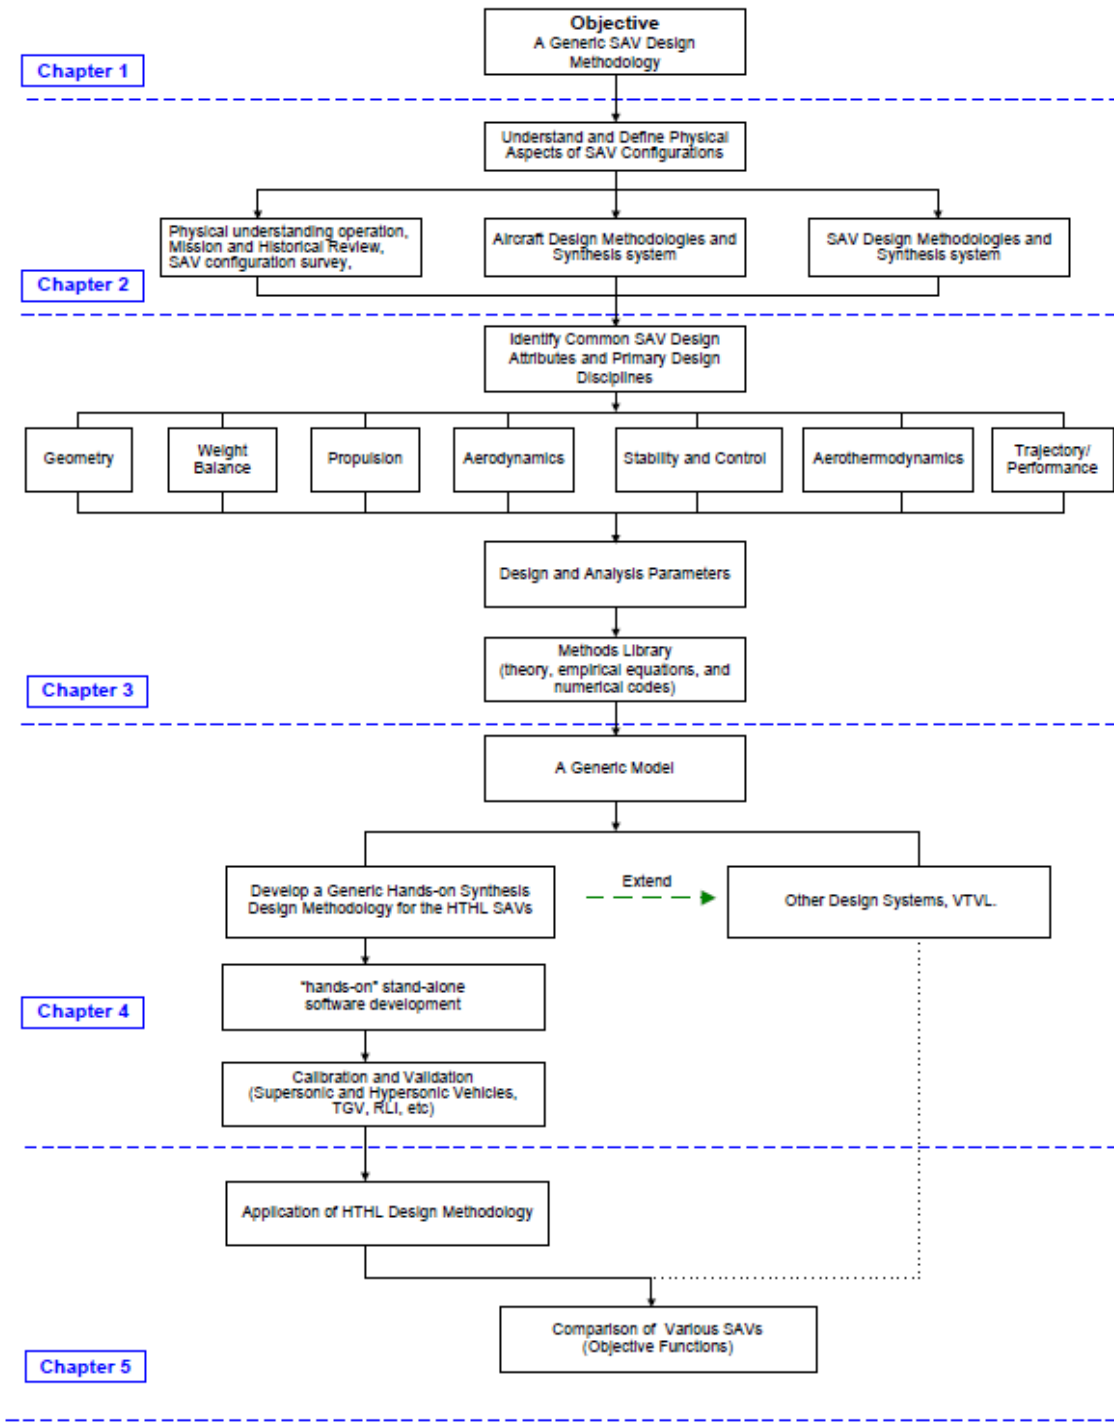 Objective
A Generic SAV Design
Methodology
Chapter 1
Understand and Define Physical
Aspects of SAV Configurations
Physical understanding operation,
Mission and Historical Review,
SAV configuration survey,
Aircraft Design Methodologies and
Synthesis system
SAV Design Methodologies and
Synthesis system
Chapter 2
Identify Common SAV Design
Attributes and Primary Design
Disciplines
Geometry
Weight
Balance
Propulsion
Aerodynamics
Stability and Control
Aerothermodynamics
Trajectory/
Performance
Design and Analysis Parameters
Methods Library
(theory, empirical equations, and
numerical codes)
Chapter 3
A Generic Model
Develop a Generic Hands-on Synthesis
Design Methodology for the HTHL SAVs
Extend
Other Design Systems, VTVL.
"hands-on" stand-alone
software development
Chapter 4
Calibration and Validation
(Supersonic and Hypersonic Vehicles,
TGV, RLI, etc)
Application of HTHL Design Methodology
Comparison of Various SAVs
(Objective Functions)
Chapter 5